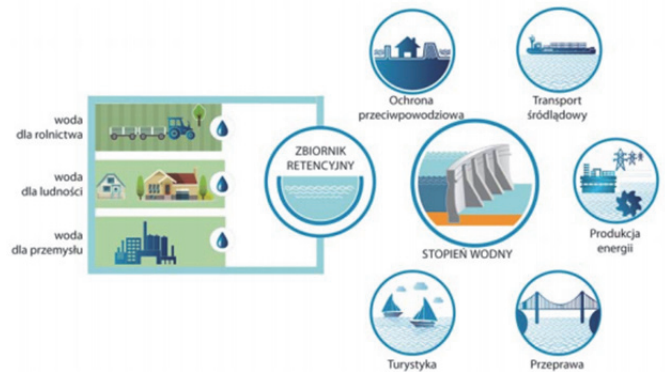 woda
dla rolnictwa
woda
dla ludności
woda
dla przemysłu
ZBIORNIK
RETENCYJNY
Ochrona
przeciwpowodziowa
Transport
śródlądowy
STOPIEŃ WODNY
Produkcja
energii
Turystyka
Przeprawa